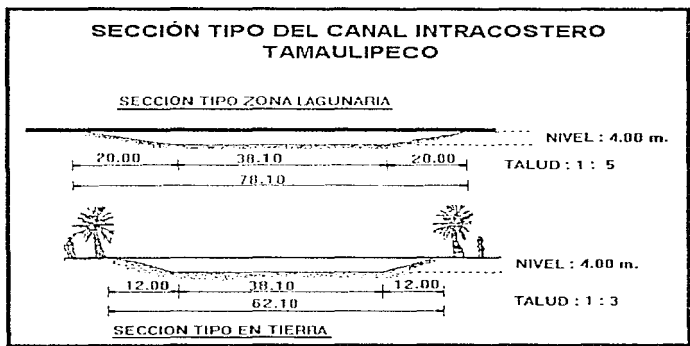 SECCIÓN TIPO DEL CANAL INTRACOSTERO
TAMAULIPECO
SECCION TIPO ZONA LAGUNARIA
NIVEL : 4.00 m.
20.00 38.10 20.00
TALUD : 1 : 5
78.10
NIVEL : 4.00 m.
12.00 38.10 12.00
TALUD : 1 : 3
62.10
SECCION TIPO EN TIERRA